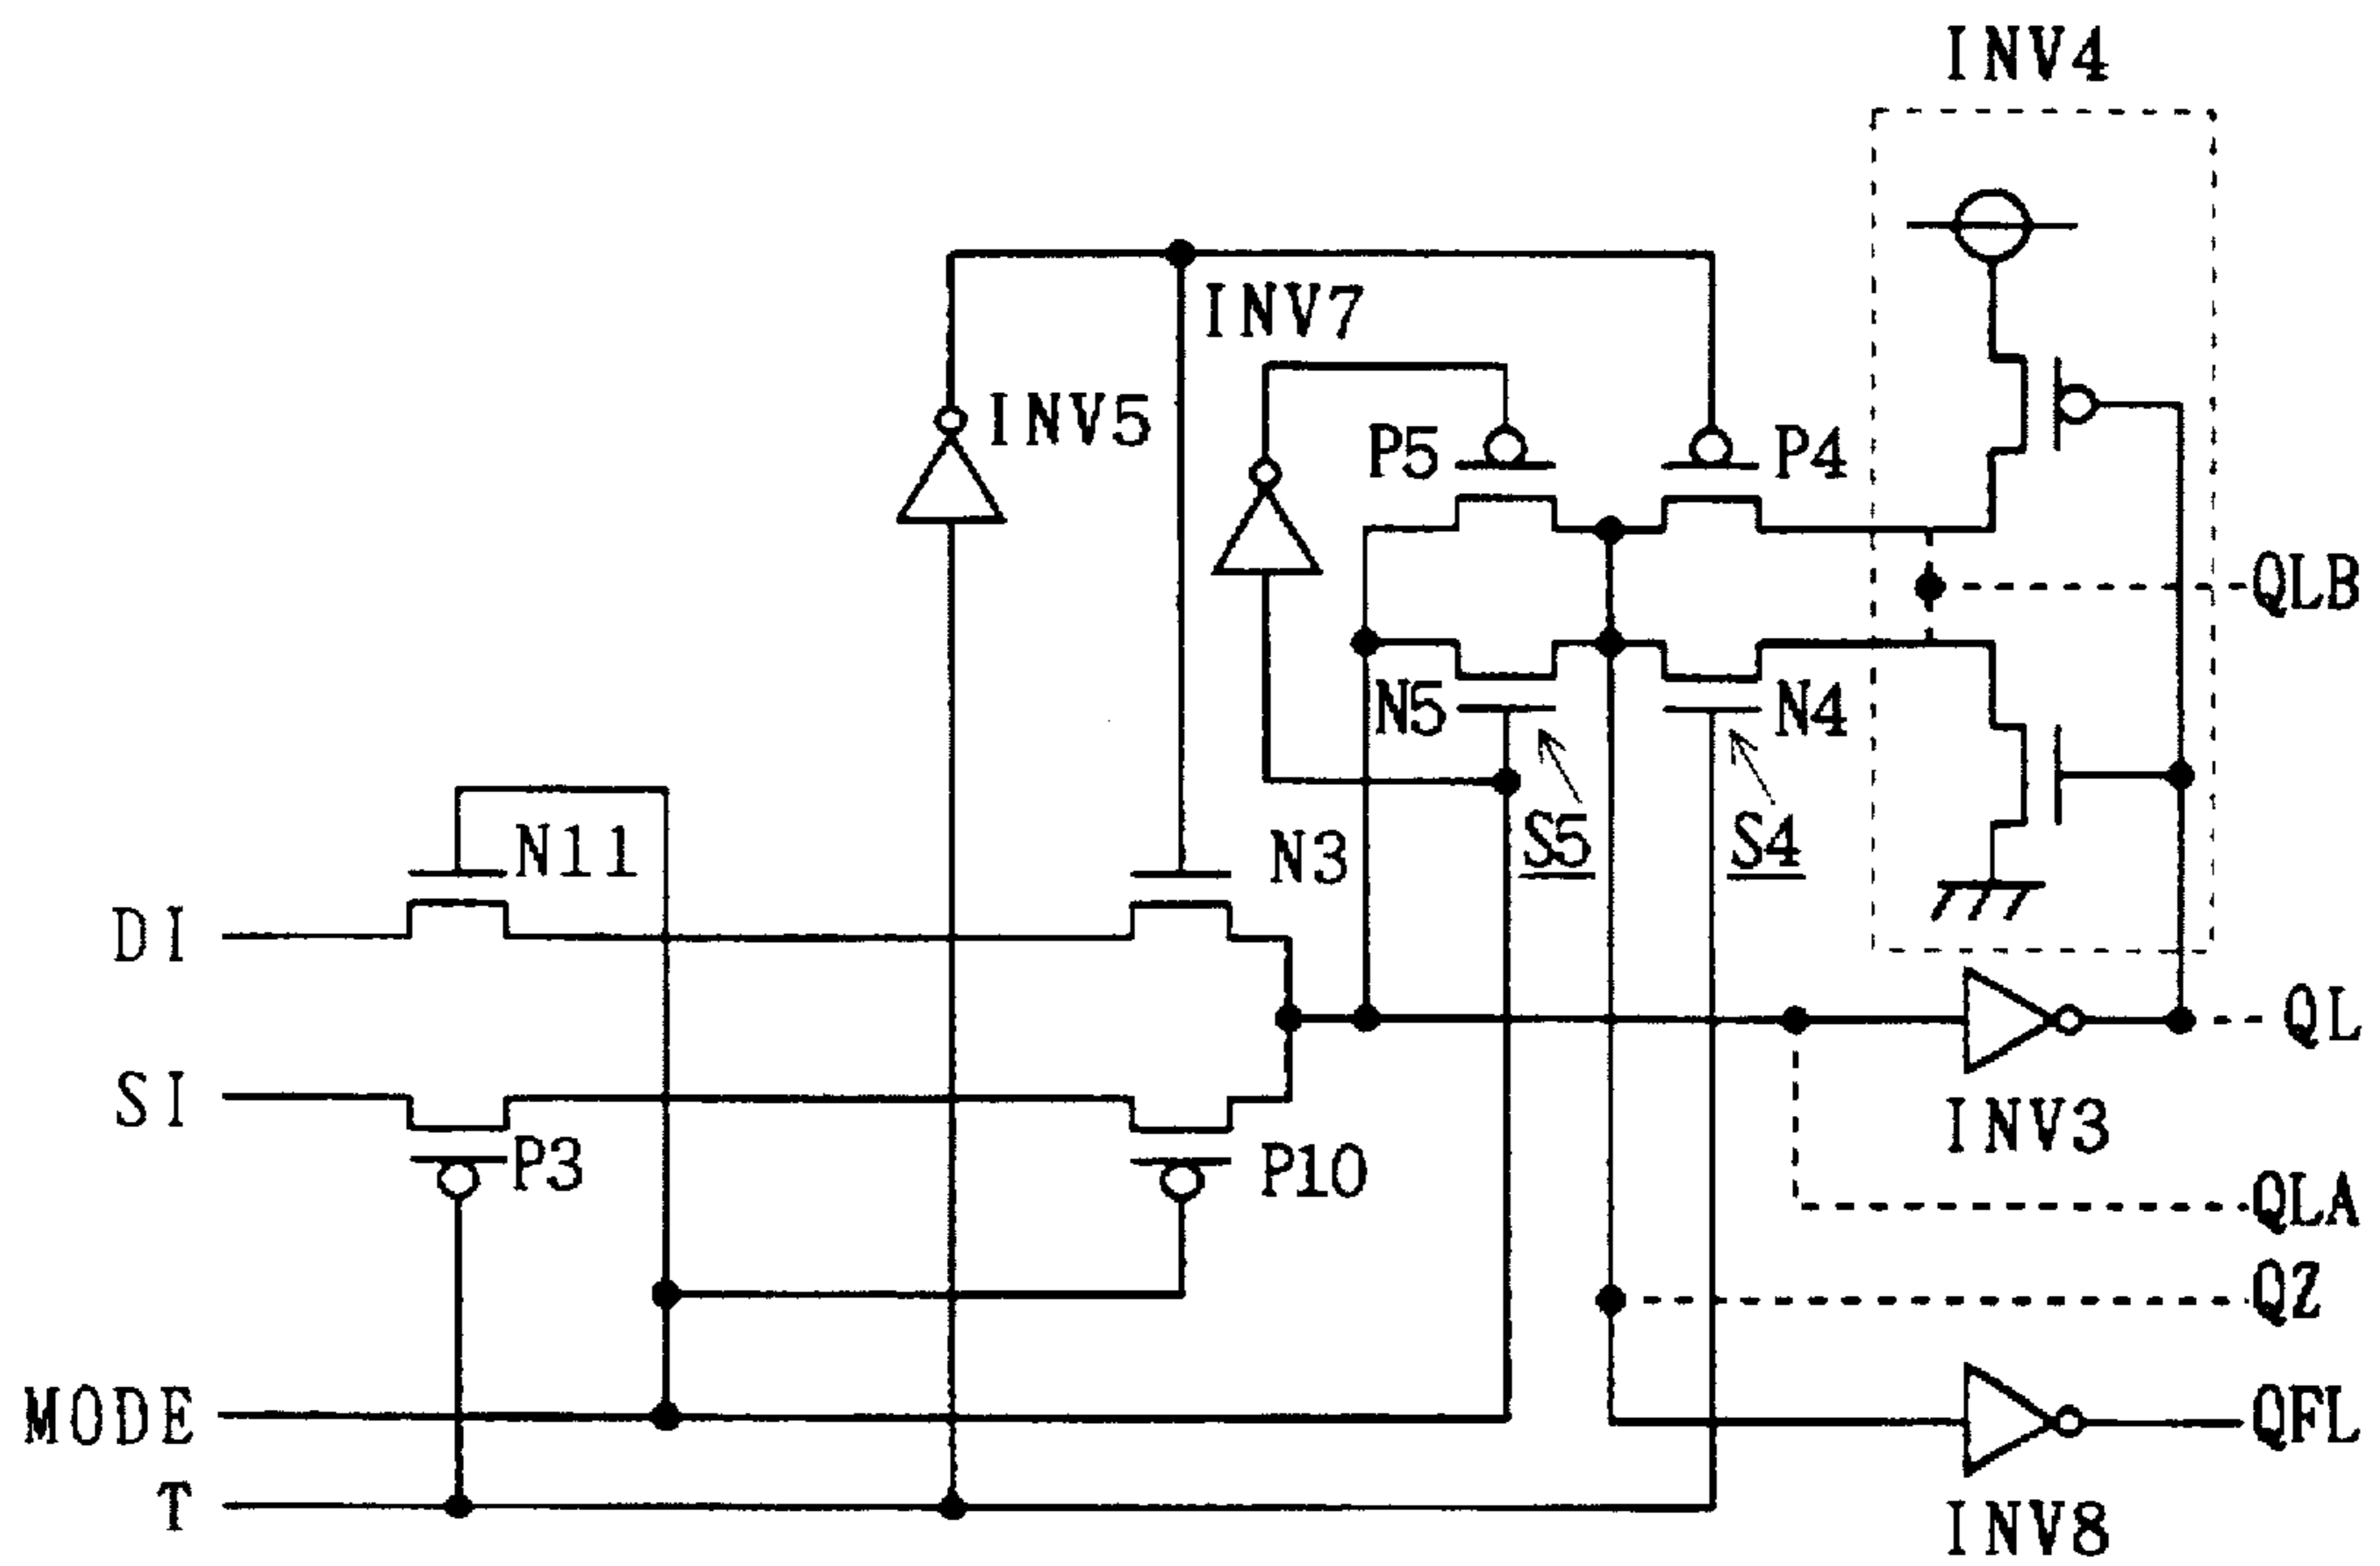 INV4
INV7
INV5
P5
P4
QLB
N5
N4
N11
N3
S5
S4
DI
QL
SI
P3
P10
INV3
QLA
QZ
MODE
QFL
T
INV8